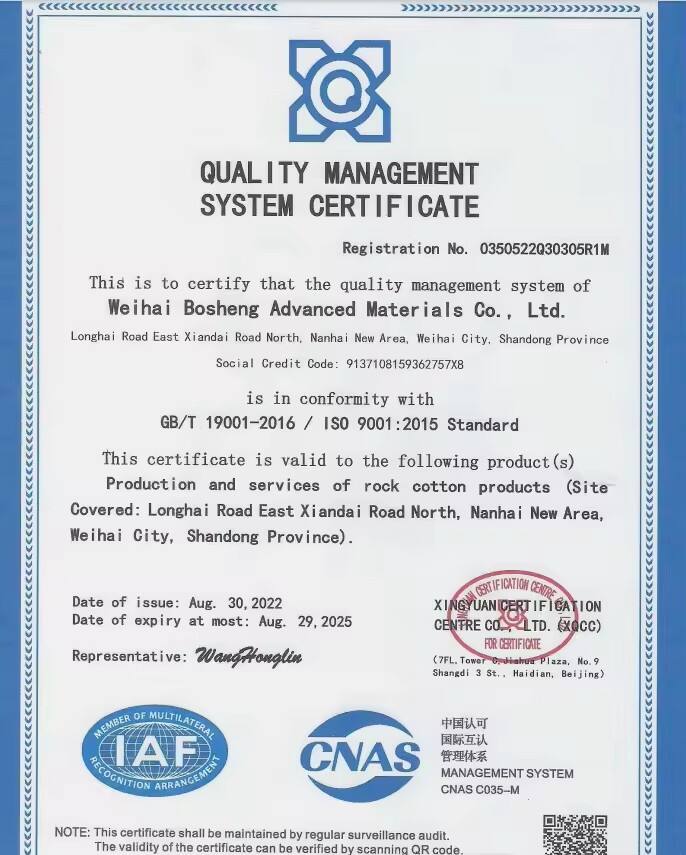 QUALITY MANAGEMENT
SYSTEM CERTIFICATE
Registration No. 0350522Q30305R1M
This is to certify that the quality management system of
Weihai Bosheng Advanced Materials Co., Ltd.
Longhai Road East Xiandai Road North, Nanhai New Area, Weihai City, Shandong Province
Social Credit Code: 9137108159362757X8
is in conformity with
GB/T 19001-2016 / ISO 9001:2015 Standard
This certificate is valid to the following product(s)
Production and services of rock cotton products (Site
Covered: Longhai Road East Xiandai Road North, Nanhai New Area,
Weihai City, Shandong Province).
Date of issue: Aug. 30,2022
Date of expiry at most: Aug. 29,2025
Representative: WangHonglin
CERTIFICATION CENTRE
XINGYUAN CERTIFICATION
CENTRE CO., LTD. (XQCC)
FOR CERTIFICATE
(7FL, Tower C, Jiahua Plaza, No.9
Shangdi 3 St., Haidian, Beijing)
MEMBER OF MULTILATERAL
IAF
RECOGNITION ARRANGEMENT
CNAS
中国认可
国际互认
管理体系
MANAGEMENT SYSTEM
CNAS C035-M
NOTE: This certificate shall be maintained by regular surveillance audit.
The validity of the certificate can be verified by scanning QR code.